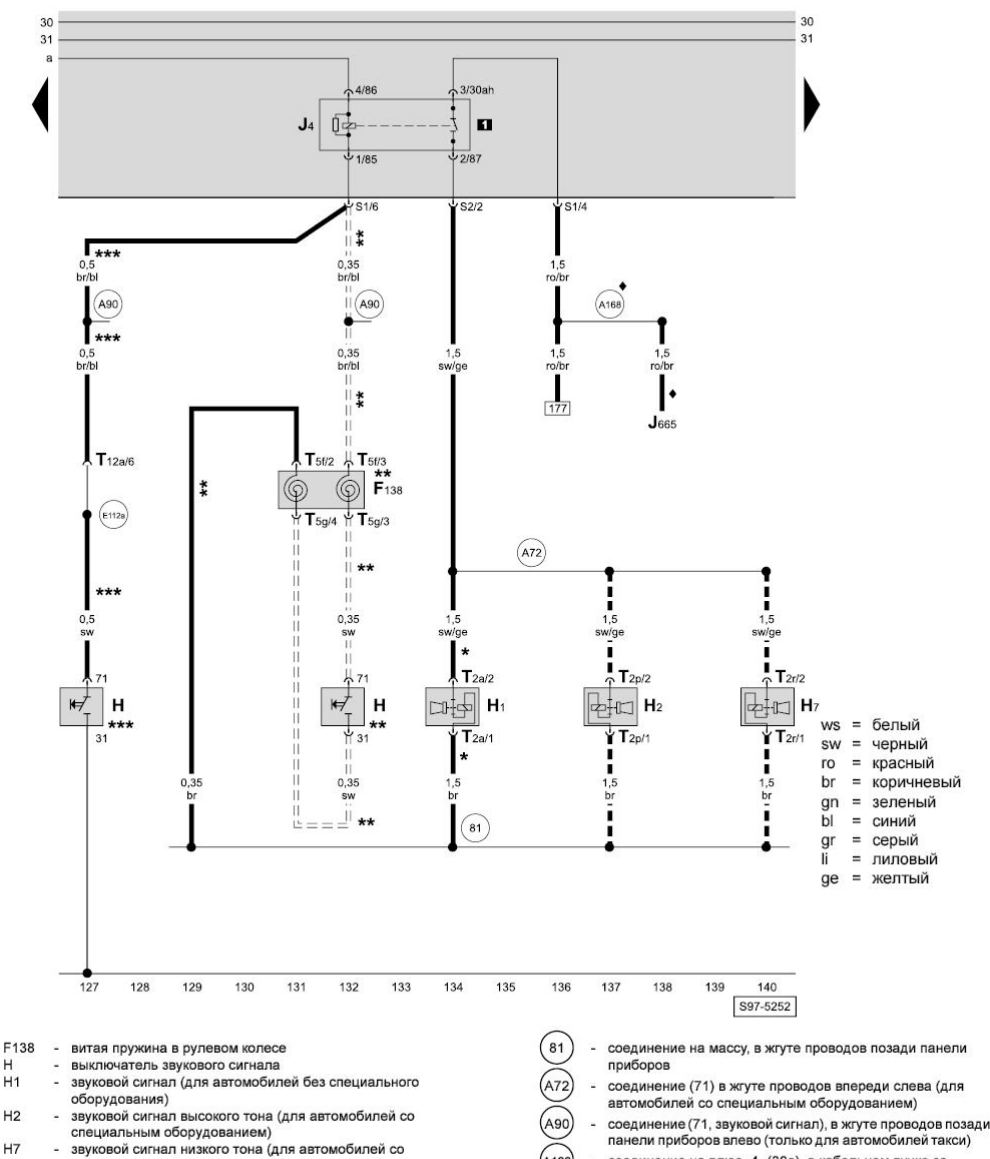 30 30
31 31
a
4/86 3/30ah
J4 1
1/85 2/87
S1/6 S2/2 S1/4
*** **
0,5 0,35 1,5
br/bl br/bl ro/br
A90 A90 A168 ♦
***
0,5 0,35 1,5 1,5 1,5
br/bl br/bl sw/ge ro/br ro/br
** ♦
177 J665
T12a/6 T5f/2 T5f/3
** ** F138
E112a T5g/4 T5g/3
A72
** 
***
0,5 0,35 1,5 1,5 1,5
sw sw sw/ge sw/ge sw/ge
*
71 71 T2a/2 T2p/2 T2r/2
H *** H ** H1 H2 H7
31 31 T2a/1 T2p/1 T2r/1
*
0,35 0,35 1,5 1,5 1,5
br sw br br br
** 81
ws = белый
sw = черный
ro = красный
br = коричневый
gn = зеленый
bl = синий
gr = серый
li = лиловый
ge = желтый
127 128 129 130 131 132 133 134 135 136 137 138 139 140
S97-5252
F138 - витая пружина в рулевом колесе
H - выключатель звукового сигнала
H1 - звуковой сигнал (для автомобилей без специального
оборудования)
H2 - звуковой сигнал высокого тона (для автомобилей со
специальным оборудованием)
H7 - звуковой сигнал низкого тона (для автомобилей со
81 - соединение на массу, в жгуте проводов позади панели
приборов
A72 - соединение (71) в жгуте проводов впереди слева (для
автомобилей со специальным оборудованием)
A90 - соединение (71, звуковой сигнал), в жгуте проводов позади
панели приборов влево (только для автомобилей такси)